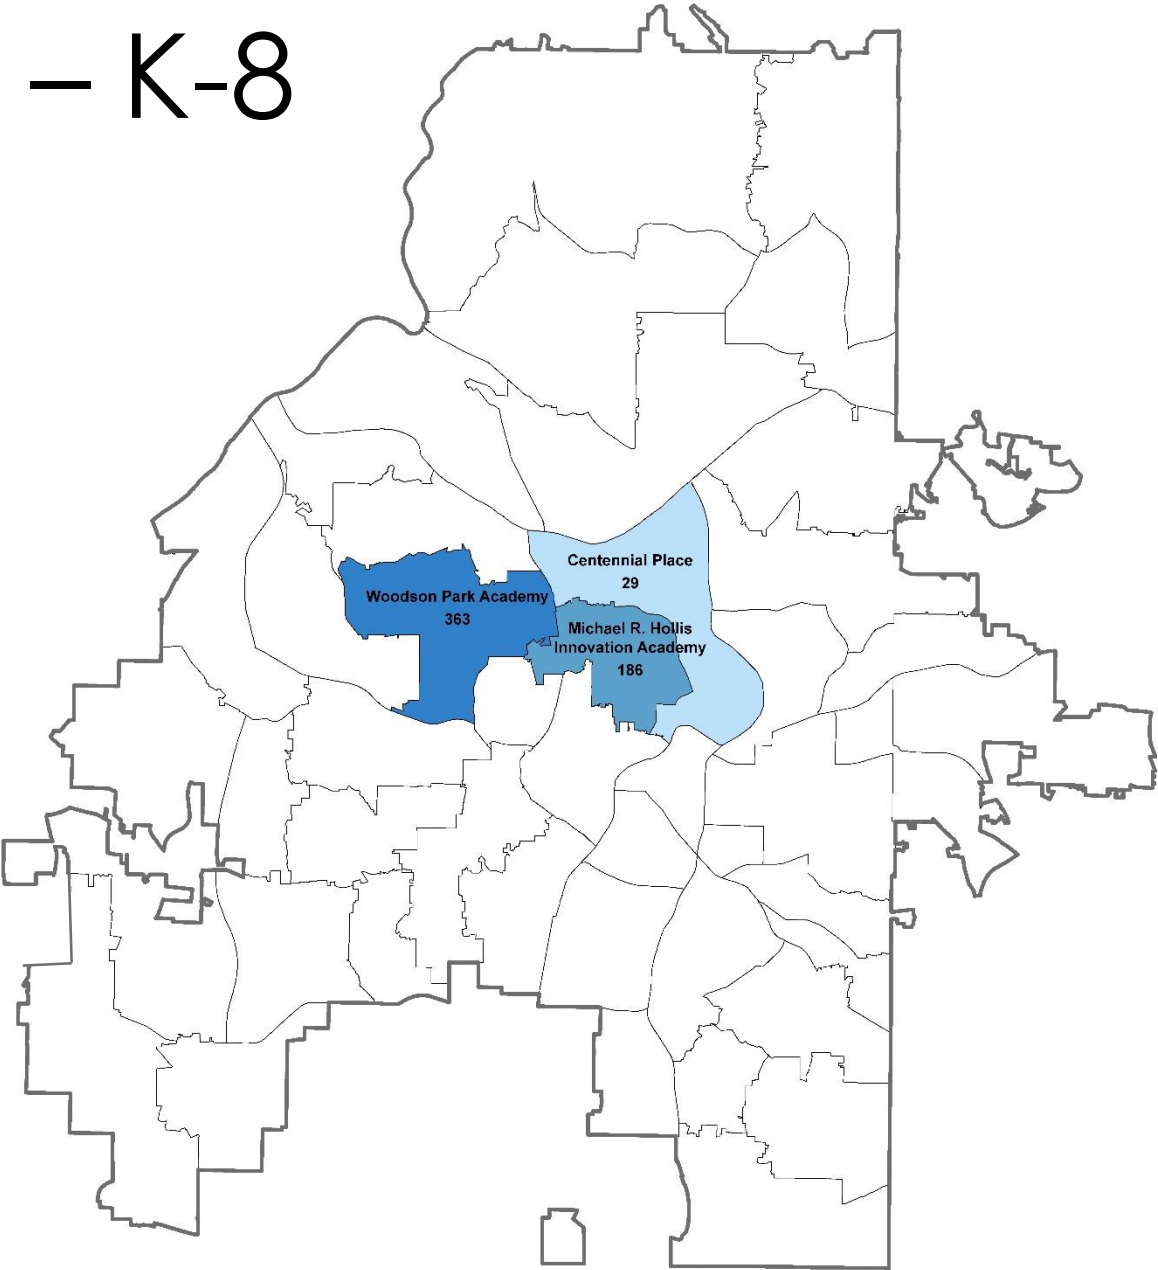 – K-8
Centennial Place
29
Woodson Park Academy
363
Michael R. Hollis
Innovation Academy
186